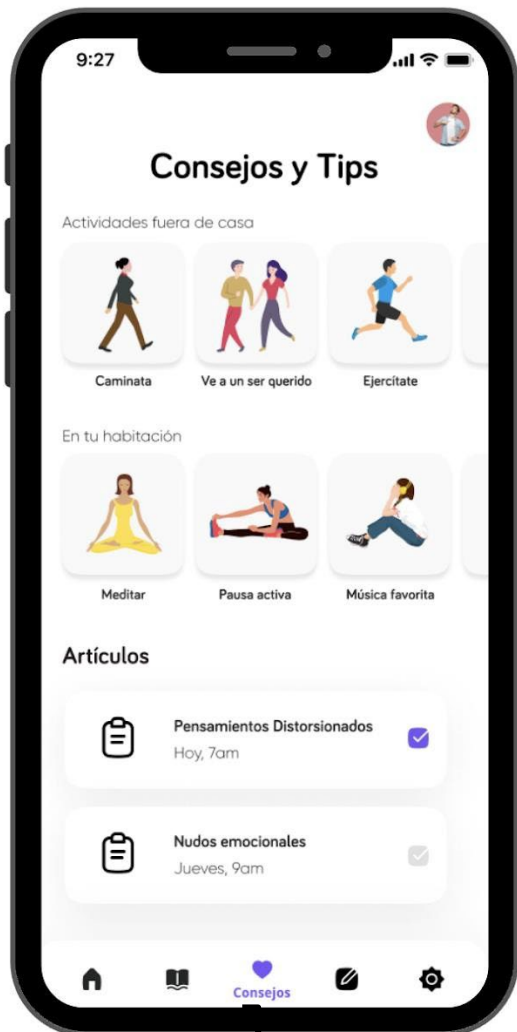 9:27
Consejos y Tips
Actividades fuera de casa
Caminata
Ve a un ser querido
Ejercítate
En tu habitación
Meditar
Pausa activa
Música favorita
Artículos
Pensamientos Distorsionados
Hoy, 7am
Nudos emocionales
Jueves, 9am
Consejos